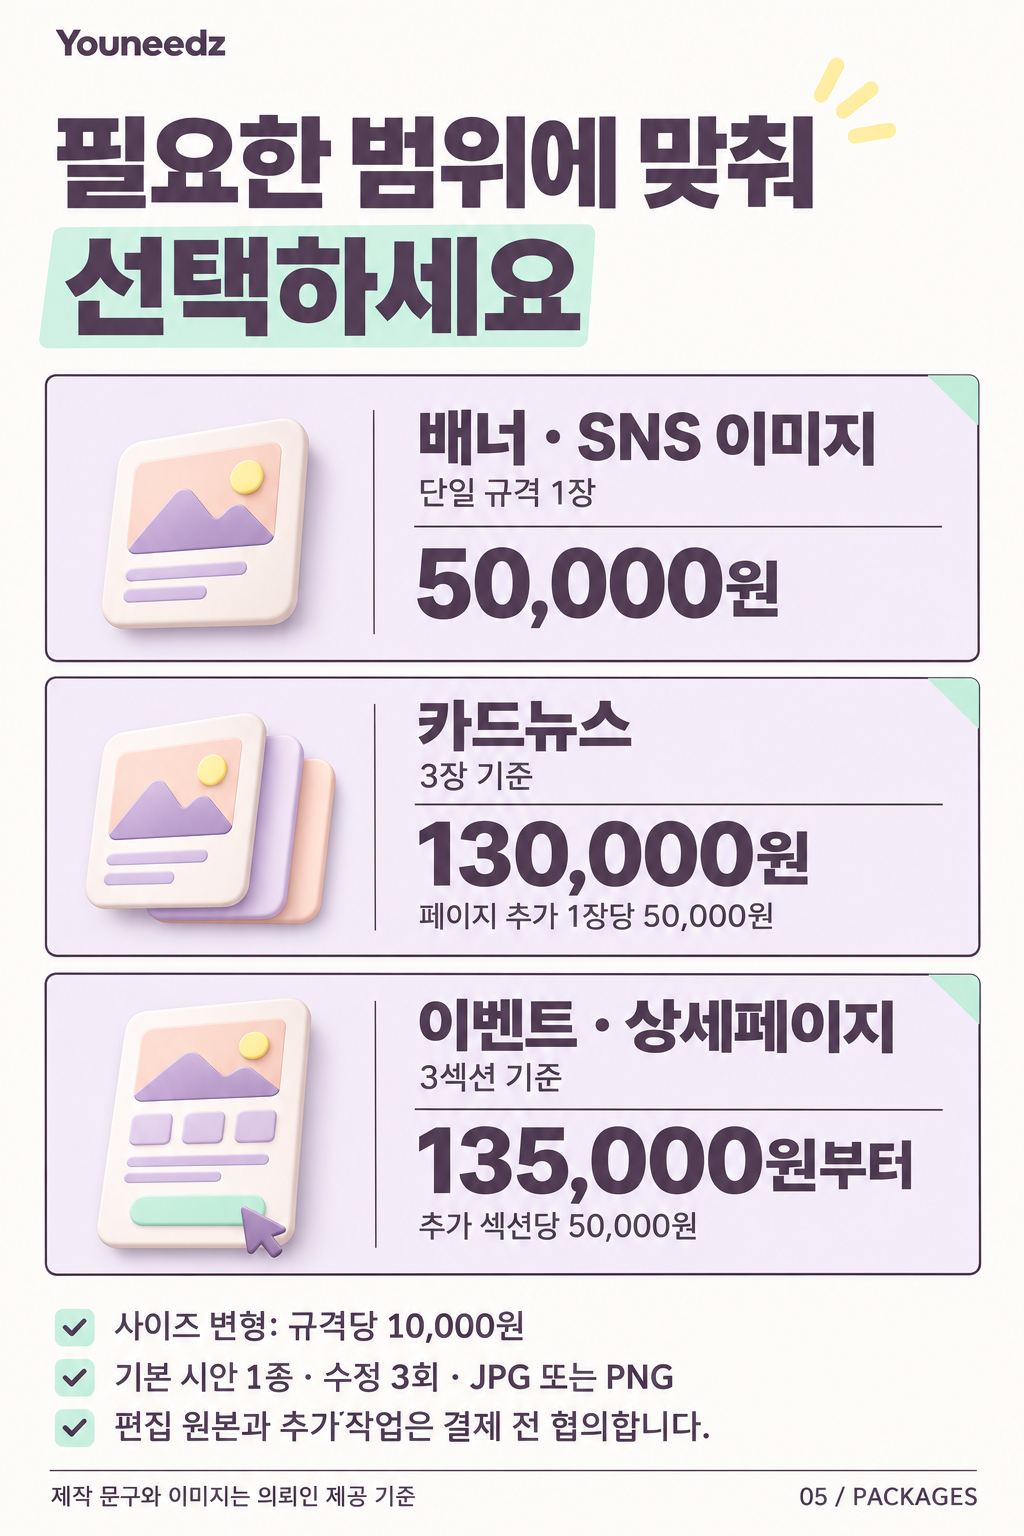 Youneedz
필요한 범위에 맞춰
선택하세요
배너 · SNS 이미지
단일 규격 1장
50,000원
카드뉴스
3장 기준
130,000원
페이지 추가 1장당 50,000원
이벤트 · 상세페이지
3섹션 기준
135,000원부터
추가 섹션당 50,000원
사이즈 변형: 규격당 10,000원
기본 시안 1종 · 수정 3회 · JPG 또는 PNG
편집 원본과 추가작업은 결제 전 협의합니다.
제작 문구와 이미지는 의뢰인 제공 기준
05 / PACKAGES